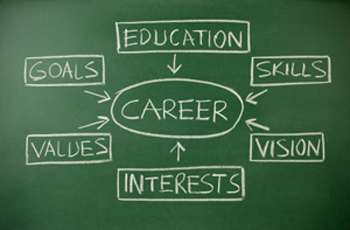 EDUCATION
GOALS
SKILLS
CAREER
VALUES
VISION
INTERESTS